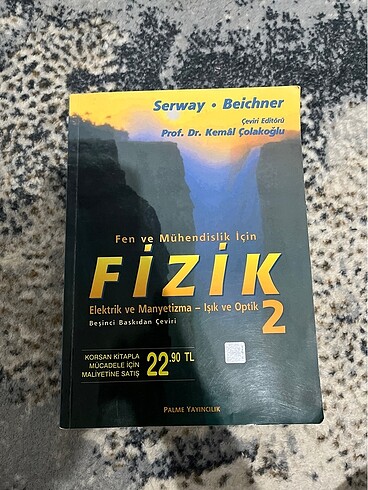 Serway • Beichner
Çeviri Editörü
Prof. Dr. Kemâl Çolakoğlu
Fen ve Mühendislik İçin
FİZİK
Elektrik ve Manyetizma – Işık ve Optik 2
Beşinci Baskıdan Çeviri
KORSAN KİTAPLA
MÜCADELE İÇİN
MALİYETİNE SATIŞ
22.90 TL
PALME YAYINCILIK